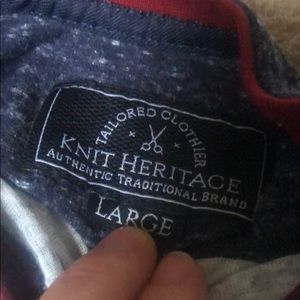 TAILORED CLOTHIER
KNIT HERITAGE
AUTHENTIC TRADITIONAL BRAND
LARGE